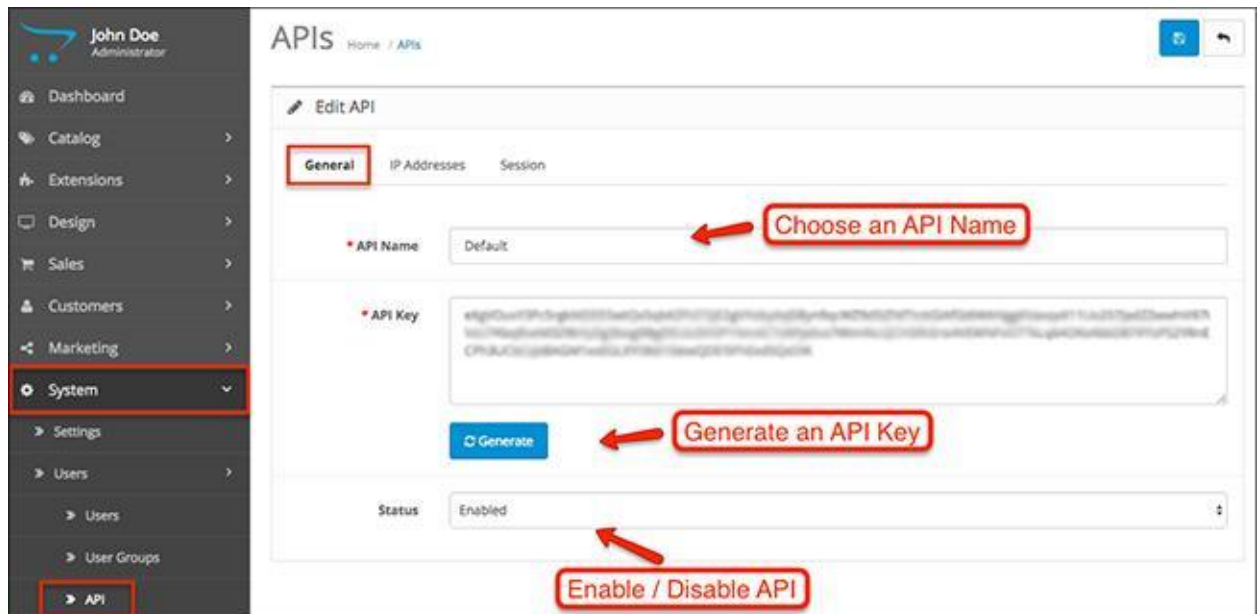 John Doe
Administrator
Dashboard
Catalog
Extensions
Design
Sales
Customers
Marketing
System
Settings
Users
Users
User Groups
API
APIs Home / APIs
Edit API
General IP Addresses Session
Choose an API Name
* API Name Default
* API Key
Generate an API Key
Generate
Status Enabled
Enable / Disable API